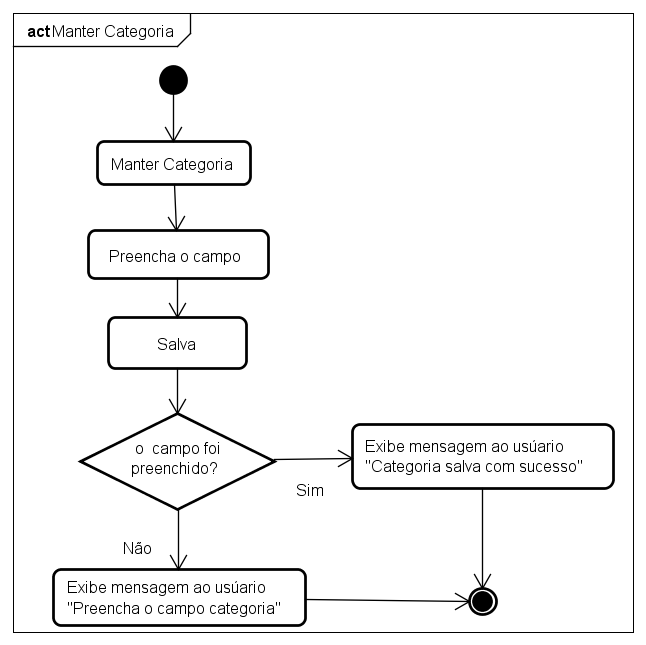 act Manter Categoria
Manter Categoria
Preencha o campo
Salva
o campo foi
preenchido?
Exibe mensagem ao usúario
"Categoria salva com sucesso"
Sim
Não
Exibe mensagem ao usúario
"Preencha o campo categoria"